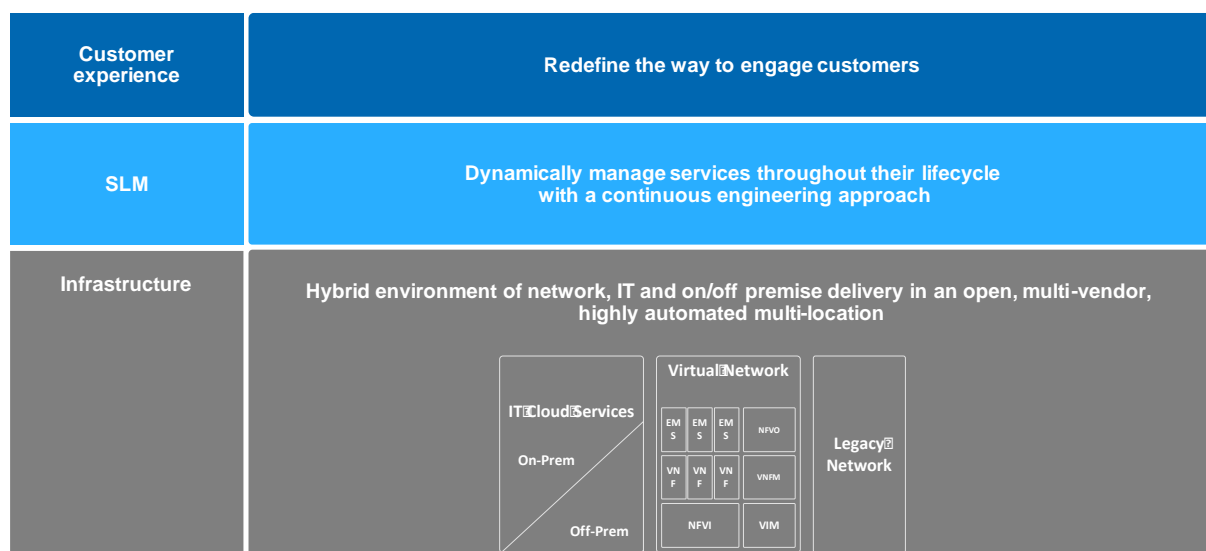 Customer
experience
Redefine the way to engage customers
SLM
Dynamically manage services throughout their lifecycle
with a continuous engineering approach
Infrastructure
Hybrid environment of network, IT and on/off premise delivery in an open, multi-vendor,
highly automated multi-location
IT Cloud Services
On-Prem
Off-Prem
Virtual Network
EM
S
EM
S
EM
S
NFVO
VN
F
VN
F
VN
F
VNFM
NFVI
VIM
Legacy
Network